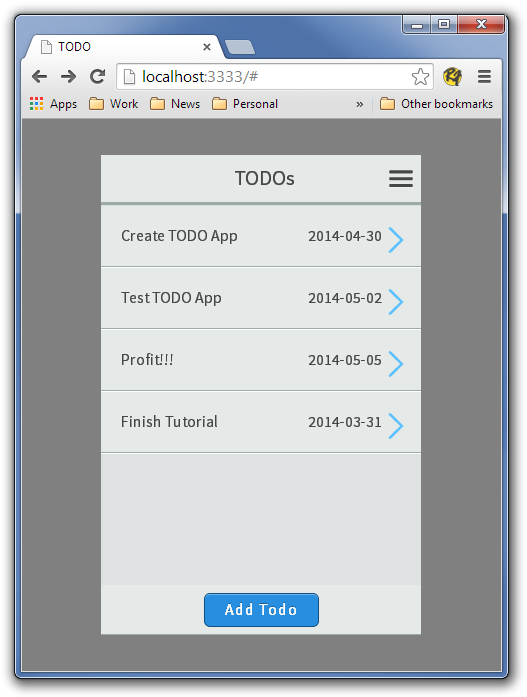 TODO
localhost:3333/#
Apps Work News Personal » Other bookmarks
TODOs
Create TODO App 2014-04-30
Test TODO App 2014-05-02
Profit!!! 2014-05-05
Finish Tutorial 2014-03-31
Add Todo